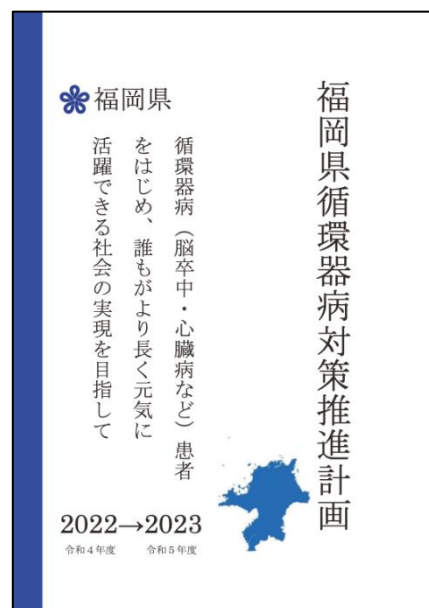 福岡県循環器病対策推進計画
福岡県
循環器病（脳卒中・心臓病など）患者
をはじめ、誰もがより長く元気に
活躍できる社会の実現を目指して
2022→2023
令和4年度 令和5年度